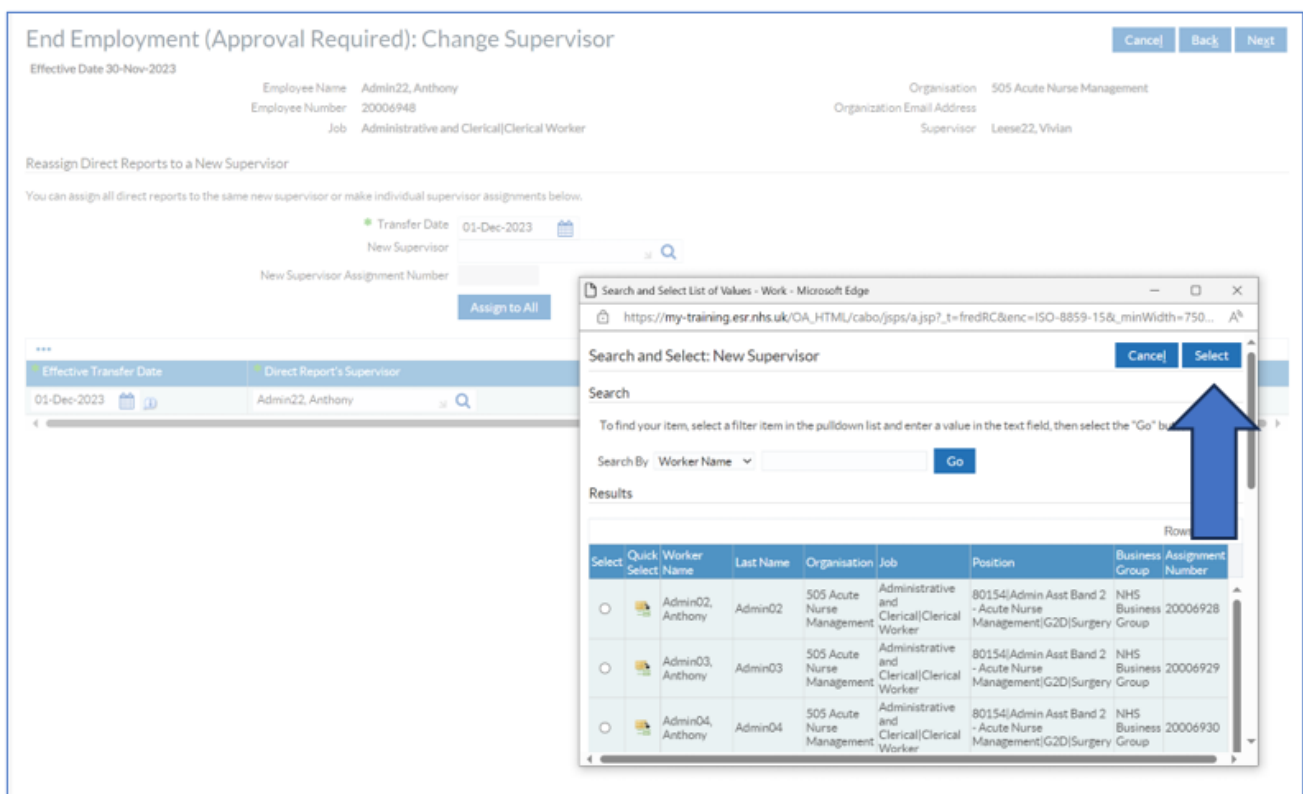 End Employment (Approval Required): Change Supervisor
Cancel Back Next
Effective Date 30-Nov-2023
Employee Name Admin22, Anthony
Organisation 505 Acute Nurse Management
Employee Number 20006948
Organization Email Address
Job Administrative and Clerical|Clerical Worker
Supervisor Leese22, Vivian
Reassign Direct Reports to a New Supervisor
You can assign all direct reports to the same new supervisor or make individual supervisor assignments below.
* Transfer Date 01-Dec-2023
New Supervisor
New Supervisor Assignment Number
Assign to All
* Effective Transfer Date * Direct Report's Supervisor
01-Dec-2023 Admin22, Anthony
Search and Select List of Values - Work - Microsoft Edge
https://my-training.esr.nhs.uk/OA_HTML/cabo/jsps/a.jsp?_t=fredRC&enc=ISO-8859-15&_minWidth=750...
Search and Select: New Supervisor
Cancel Select
Search
To find your item, select a filter item in the pulldown list and enter a value in the text field, then select the "Go"
Search By Worker Name Go
Results
Select Quick Select Worker Name Last Name Organisation Job Position Business Group Assignment Number
Admin02, Anthony Admin02 505 Acute Nurse Management Administrative and Clerical|Clerical Worker 80154|Admin Asst Band 2 - Acute Nurse Management|G2D|Surgery NHS Business Group 20006928
Admin03, Anthony Admin03 505 Acute Nurse Management Administrative and Clerical|Clerical Worker 80154|Admin Asst Band 2 - Acute Nurse Management|G2D|Surgery NHS Business Group 20006929
Admin04, Anthony Admin04 505 Acute Nurse Management Administrative and Clerical|Clerical Worker 80154|Admin Asst Band 2 - Acute Nurse Management|G2D|Surgery NHS Business Group 20006930